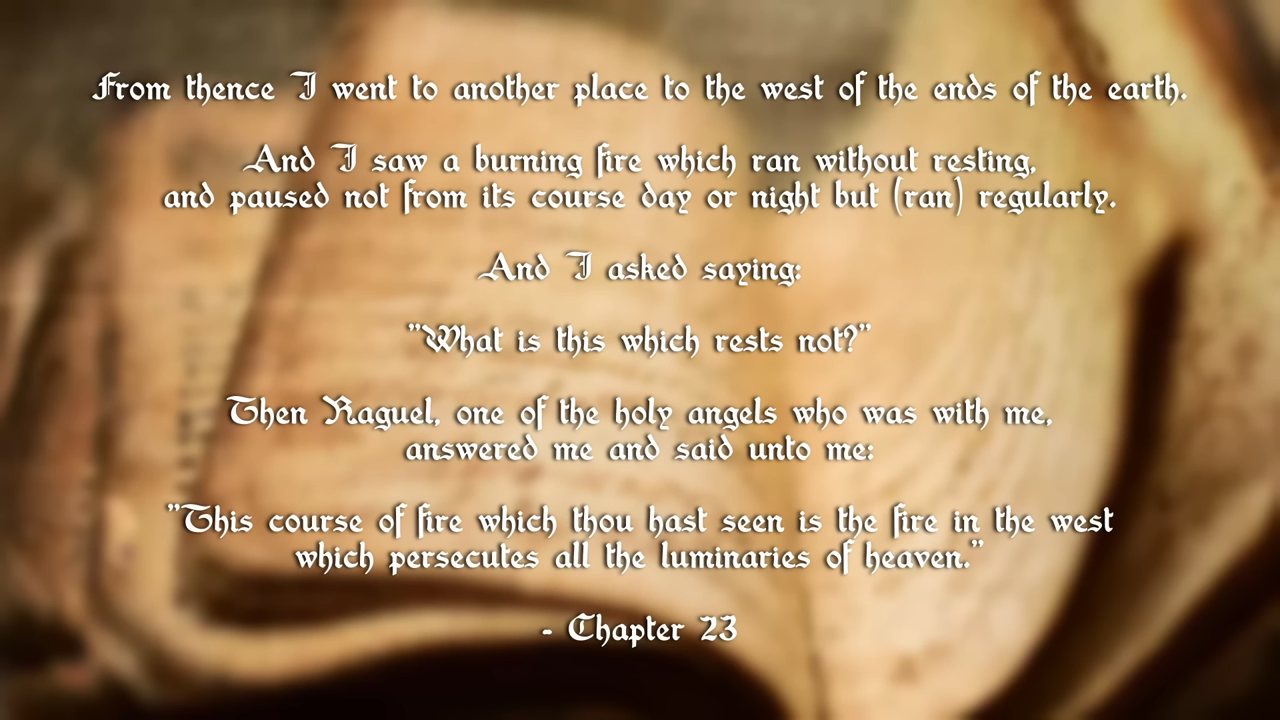 From thence I went to another place to the west of the ends of the earth.
And I saw a burning fire which ran without resting,
and paused not from its course day or night but (ran) regularly.
And I asked saying:
"What is this which rests not?"
Then Raguel, one of the holy angels who was with me,
answered me and said unto me:
"This course of fire which thou hast seen is the fire in the west
which persecutes all the luminaries of heaven."
- Chapter 23